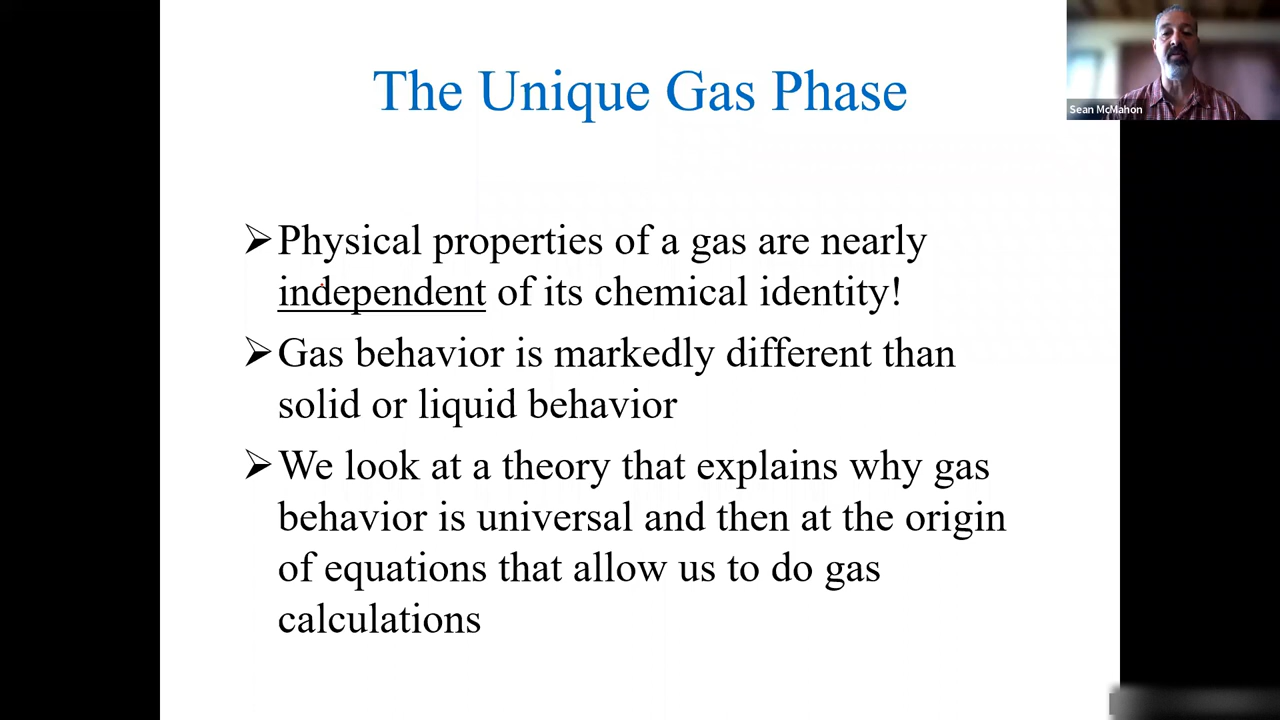 The Unique Gas Phase
Sean McMahon
➢Physical properties of a gas are nearly
independent of its chemical identity!
➢Gas behavior is markedly different than
solid or liquid behavior
➢We look at a theory that explains why gas
behavior is universal and then at the origin
of equations that allow us to do gas
calculations